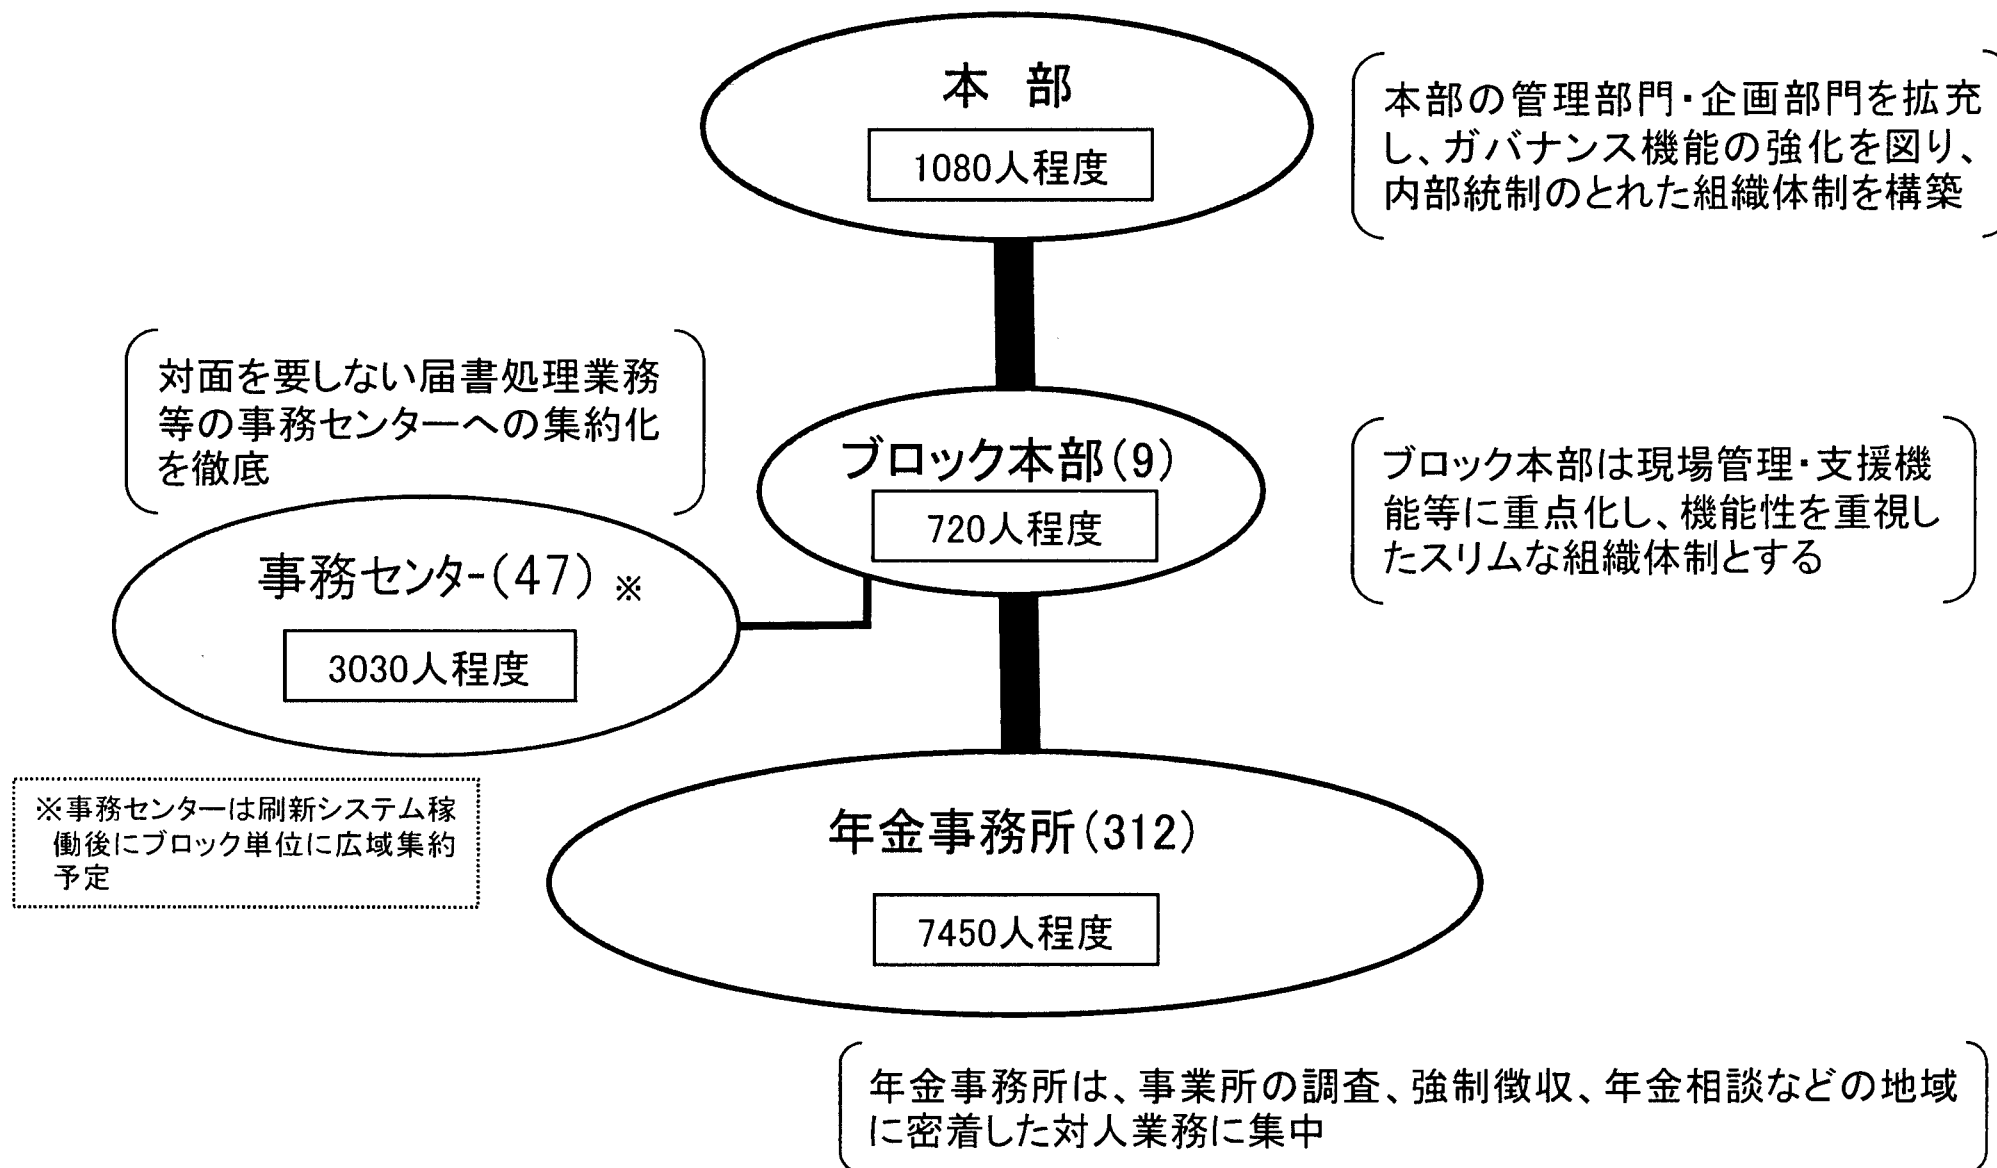 本 部
1080人程度
本部の管理部門・企画部門を拡充
し、ガバナンス機能の強化を図り、
内部統制のとれた組織体制を構築
対面を要しない届書処理業務
等の事務センターへの集約化
を徹底
ブロック本部(9)
720人程度
ブロック本部は現場管理・支援機
能等に重点化し、機能性を重視し
たスリムな組織体制とする
事務センター(47) ※
3030人程度
※事務センターは刷新システム稼
働後にブロック単位に広域集約
予定
年金事務所(312)
7450人程度
年金事務所は、事業所の調査、強制徴収、年金相談などの地域
に密着した対人業務に集中